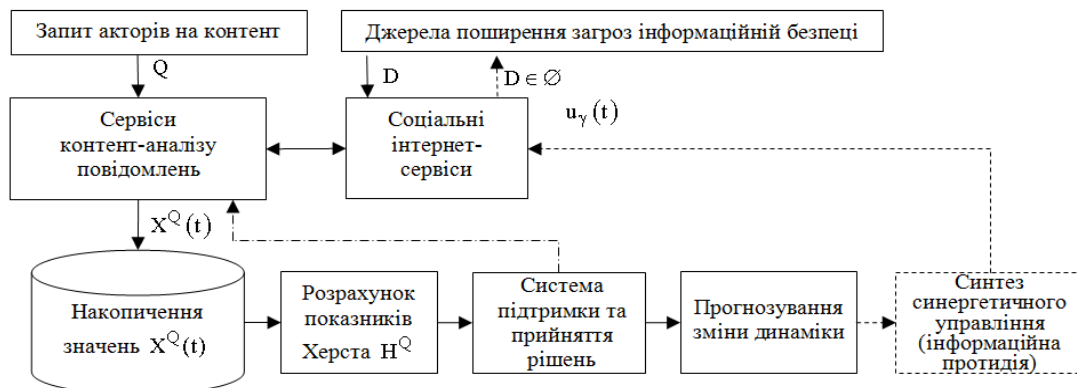 Запит акторів на контент
Джерела поширення загроз інформаційній безпеці
Q
D
D ∈ ∅
u_γ(t)
Сервіси
контент-аналізу
повідомлень
Соціальні
інтернет-
сервіси
X^Q(t)
Накопичення
значень X^Q(t)
Розрахунок
показників
Херста H^Q
Система
підтримки та
прийняття
рішень
Прогнозування
зміни динаміки
Синтез
синергетичного
управління
(інформаційна
протидія)